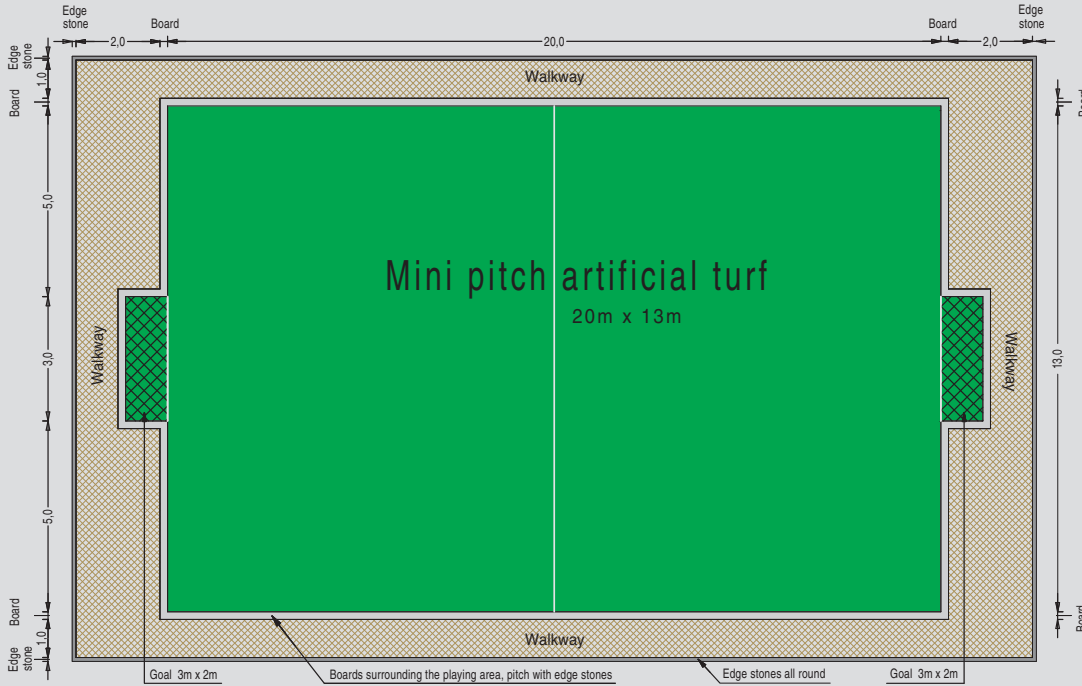 Edge
stone
Board
Board
Edge
stone
2,0
20,0
2,0
Edge
stone
1.0
Board
Walkway
Board
5,0
Mini pitch artificial turf
20m x 13m
Walkway
3,0
Walkway
13,0
5,0
Board
1.0
Edge
stone
Walkway
Board
Goal 3m x 2m
Boards surrounding the playing area, pitch with edge stones
Edge stones all round
Goal 3m x 2m